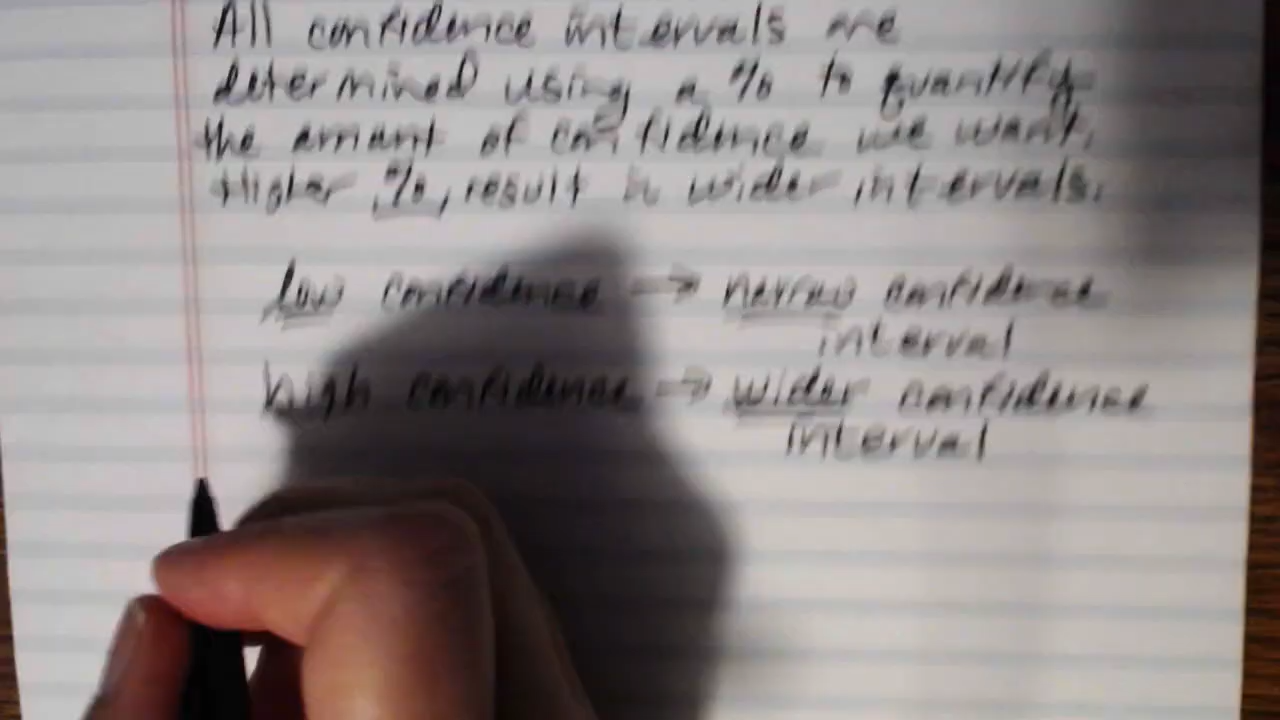 All confidence intervals are
determined using a % to quantify
the amount of confidence we want.
Higher %, result in wider intervals.
low confidence → narrow confidence
interval
high confidence → wider confidence
interval